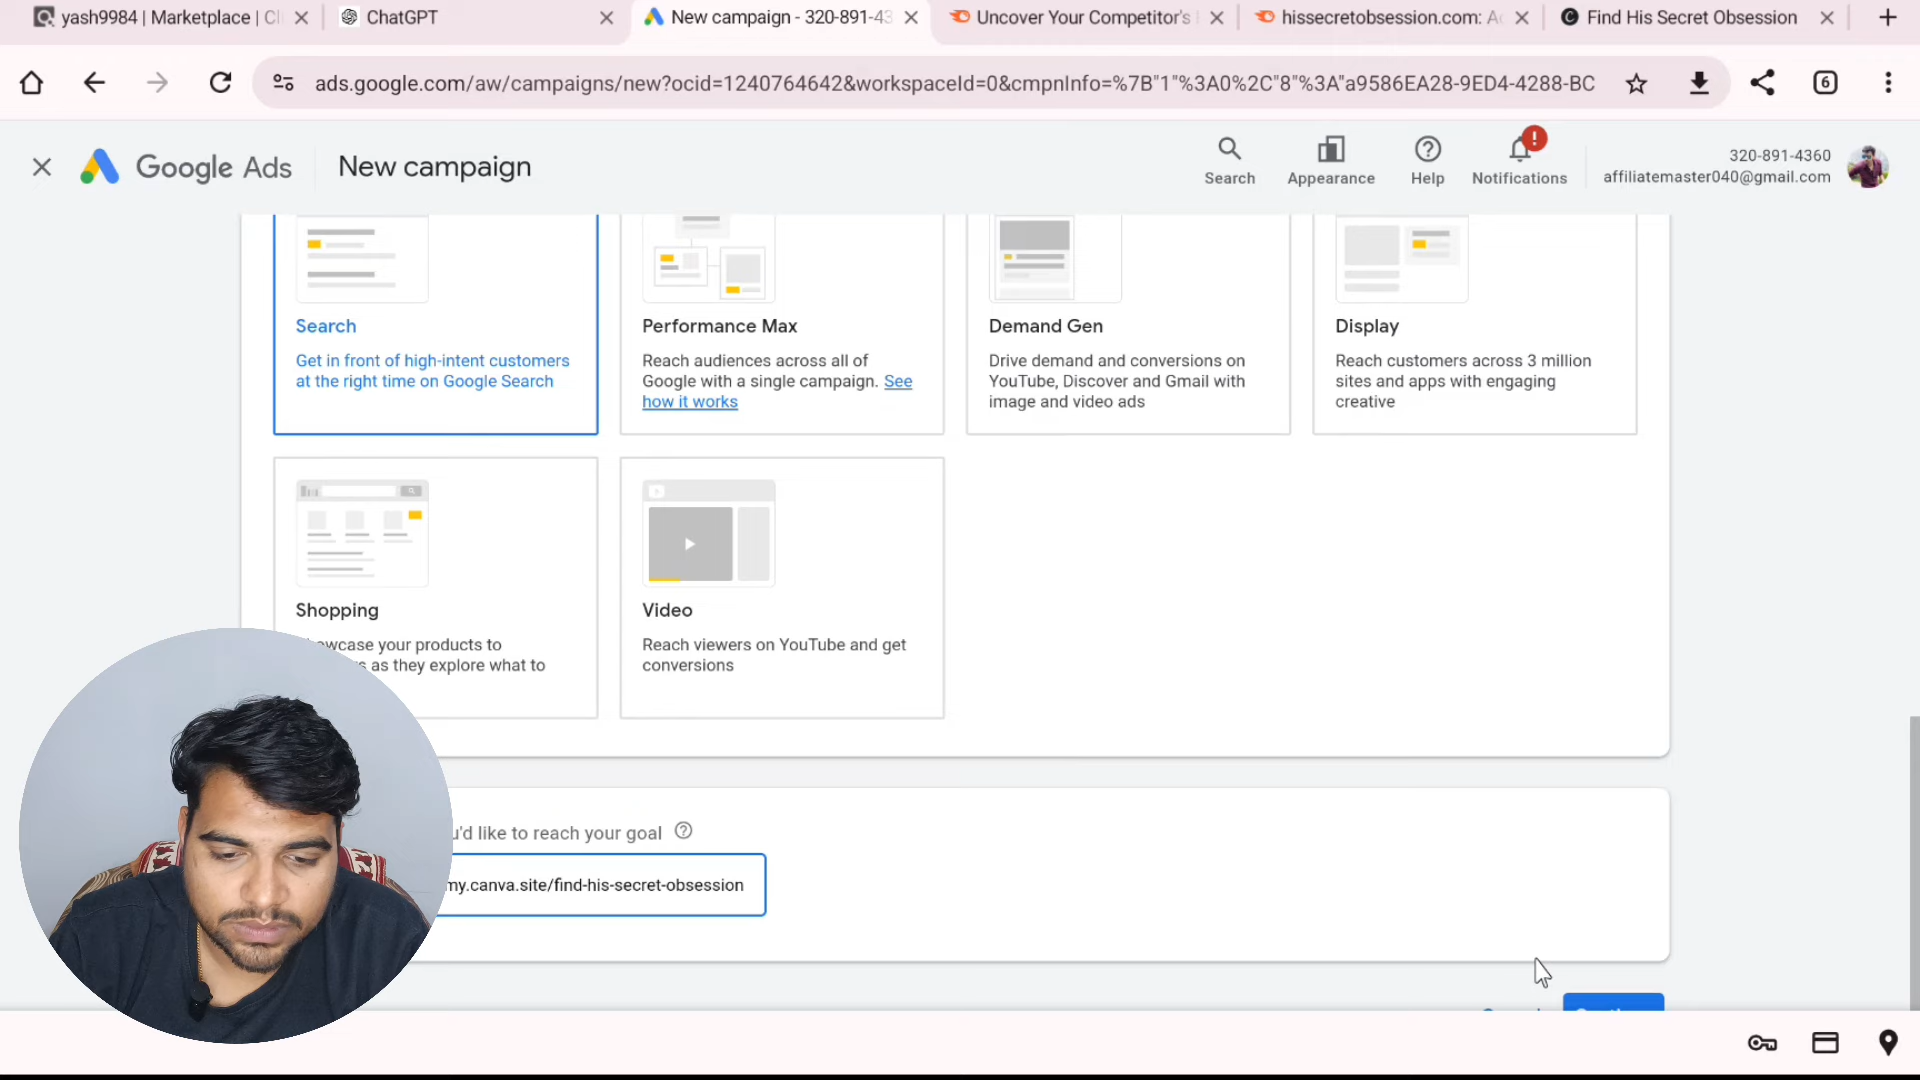 yash9984 | Marketplace |
ChatGPT
New campaign - 320-891-43
Uncover Your Competitor's
hissecretobsession.com:
Find His Secret Obsession
ads.google.com/aw/campaigns/new?ocid=1240764642&workspaceId=0&cmpnInfo=%7B"1"%3A0%2C"8"%3A"a9586EA28-9ED4-4288-BC
6
Google Ads
New campaign
Search
Appearance
Help
Notifications
320-891-4360
affiliatemaster040@gmail.com
Search
Get in front of high-intent customers
at the right time on Google Search
Performance Max
Reach audiences across all of
Google with a single campaign. See
how it works
Demand Gen
Drive demand and conversions on
YouTube, Discover and Gmail with
image and video ads
Display
Reach customers across 3 million
sites and apps with engaging
creative
Shopping
your products to
as they explore what to
Video
Reach viewers on YouTube and get
conversions
like to reach your goal
my.canva.site/find-his-secret-obsession